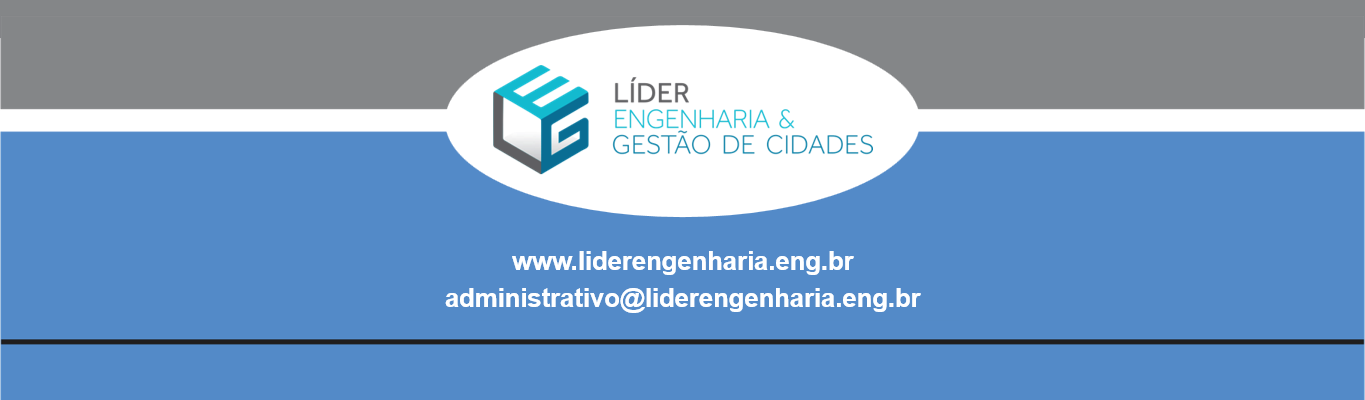 LÍDER
ENGENHARIA &
GESTÃO DE CIDADES
www.liderengenharia.eng.br
administrativo@liderengenharia.eng.br